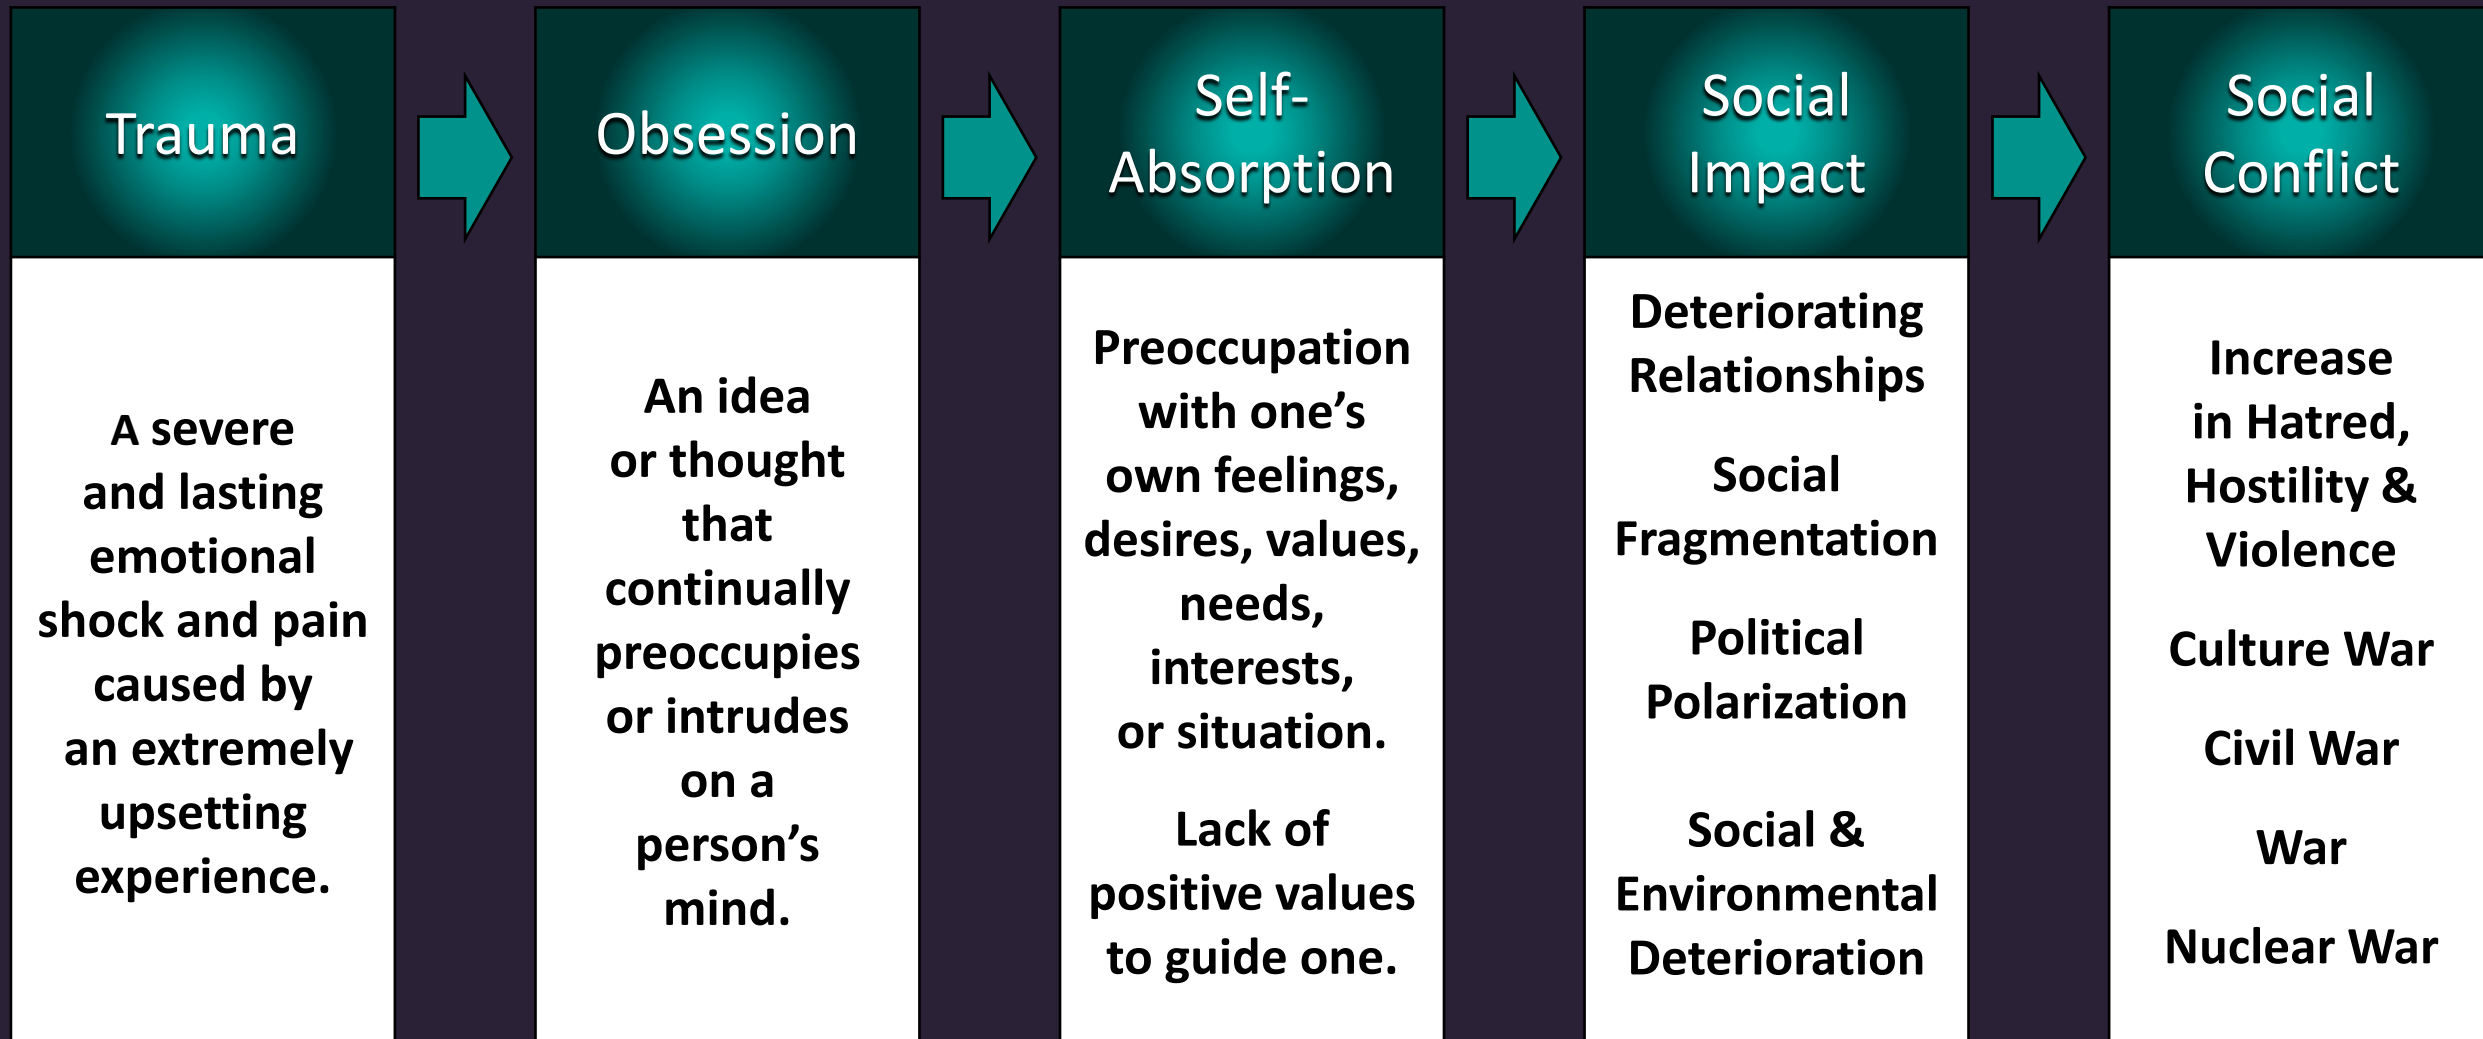 Trauma
A severe
and lasting
emotional
shock and pain
caused by
an extremely
upsetting
experience.
Obsession
An idea
or thought
that
continually
preoccupies
or intrudes
on a
person’s
mind.
Self-
Absorption
Preoccupation
with one’s
own feelings,
desires, values,
needs,
interests,
or situation.
Lack of
positive values
to guide one.
Social
Impact
Deteriorating
Relationships
Social
Fragmentation
Political
Polarization
Social &
Environmental
Deterioration
Social
Conflict
Increase
in Hatred,
Hostility &
Violence
Culture War
Civil War
War
Nuclear War